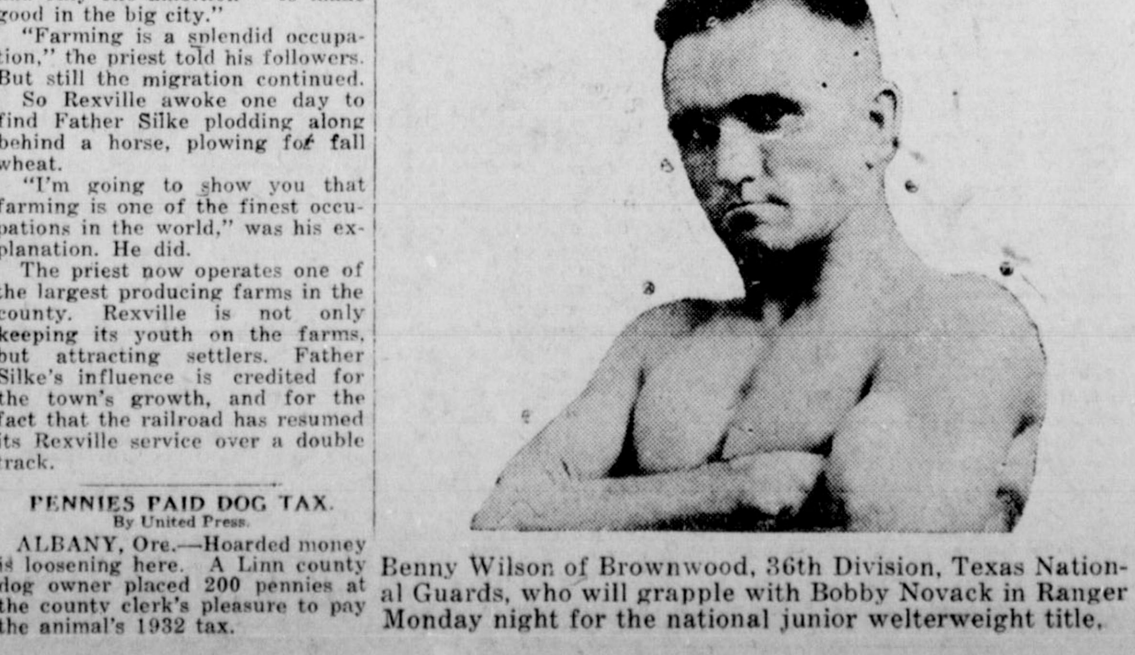 good in the big city."
"Farming is a splendid occupa-
tion," the priest told his followers.
But still the migration continued.
So Rexville awoke one day to
find Father Silke plodding along
behind a horse, plowing for fall
wheat.
"I'm going to show you that
farming is one of the finest occu-
pations in the world," was his ex-
planation. He did.
The priest now operates one of
the largest producing farms in the
county. Rexville is not only
keeping its youth on the farms,
but attracting settlers. Father
Silke's influence is credited for
the town's growth, and for the
fact that the railroad has resumed
its Rexville service over a double
track.
PENNIES PAID DOG TAX.
By United Press.
ALBANY, Ore.—Hoarded money
is loosening here. A Linn county
dog owner placed 200 pennies at
the county clerk's pleasure to pay
the animal's 1932 tax.
Benny Wilson of Brownwood, 36th Division, Texas Nation-
al Guards, who will grapple with Bobby Novack in Ranger
Monday night for the national junior welterweight title.